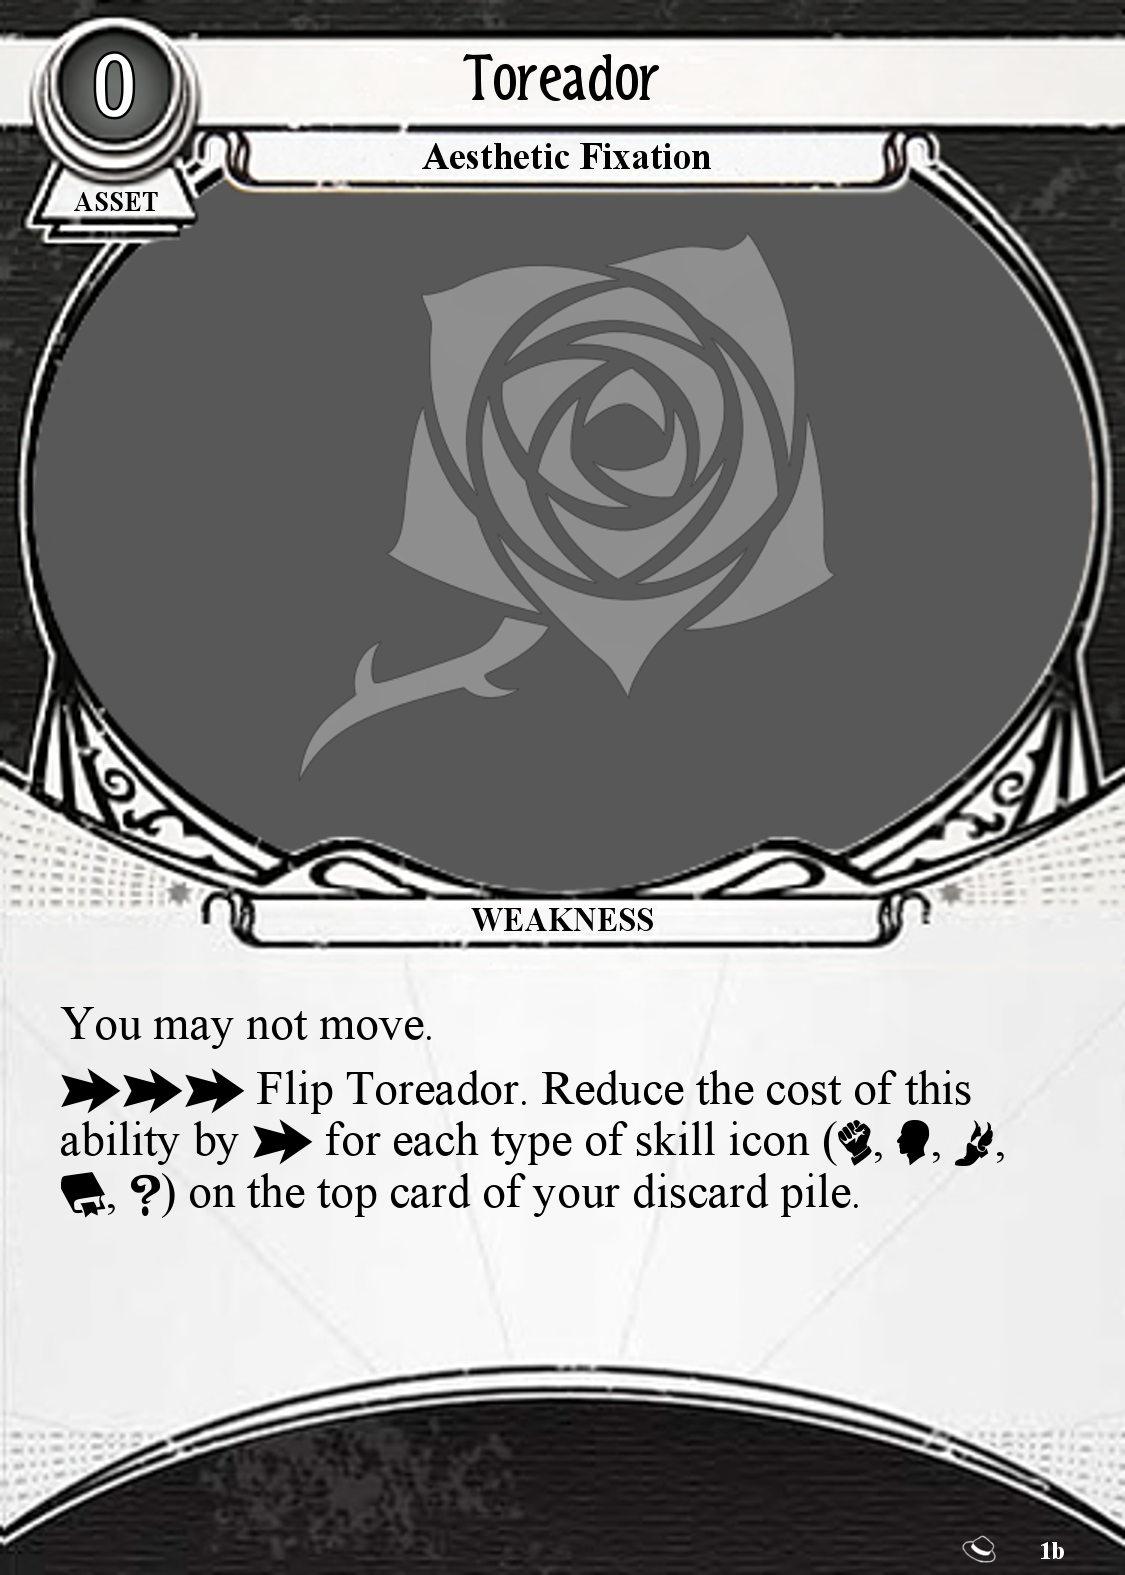 0
Toreador
Aesthetic Fixation
ASSET
WEAKNESS
You may not move.
Flip Toreador. Reduce the cost of this
ability by for each type of skill icon (, , ,
, ?) on the top card of your discard pile.
1b